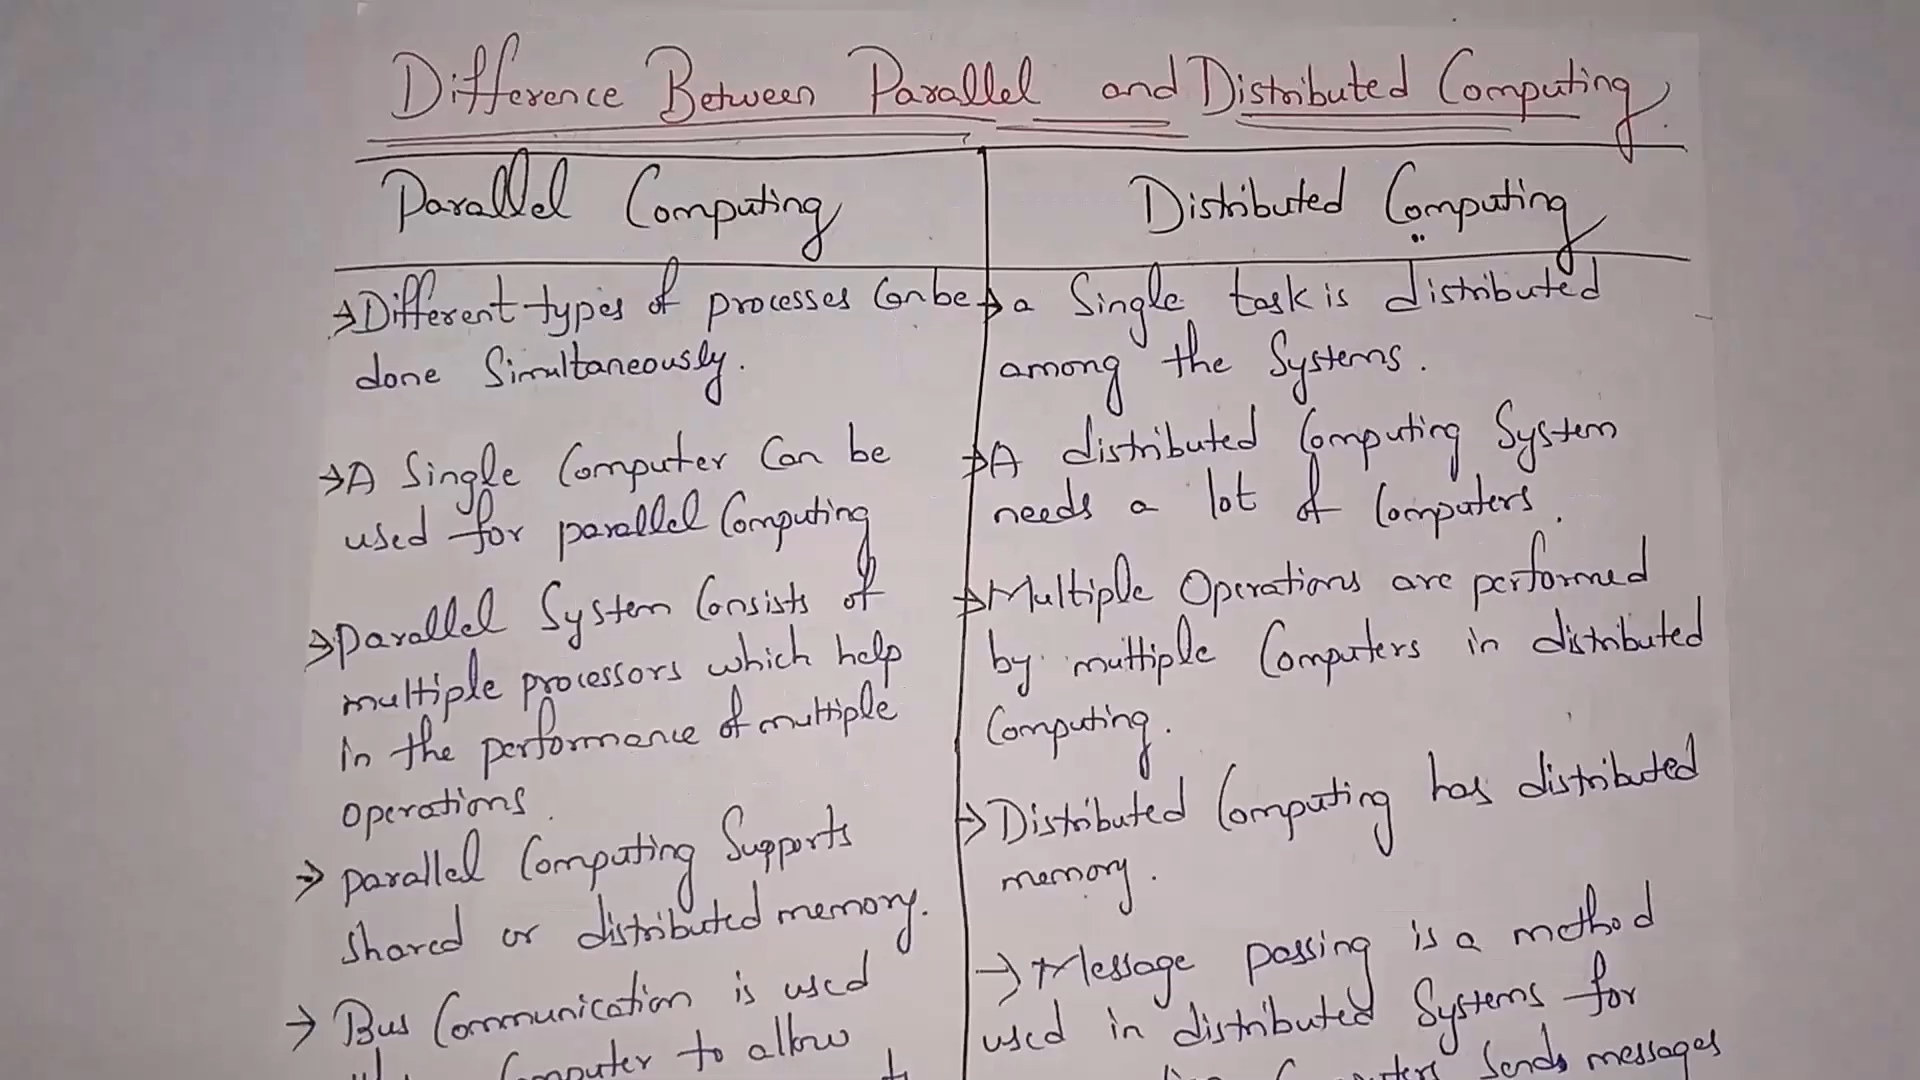 Difference Between Parallel and Distributed Computing
Parallel Computing
→Different types of processes Can be
done Simultaneously.
→A Single Computer Can be
used for parallel Computing
→parallel System Consists of
multiple processors which help
in the performance of multiple
operations.
→ parallel Computing Supports
shared or distributed memory.
→ Bus Communication is used
Computer to allow
Distributed Computing
→a Single task is distributed
among the Systems.
→A distributed Computing System
needs a lot of Computers.
→Multiple Operations are performed
by multiple Computers in distributed
Computing.
→Distributed Computing has distributed
memory.
→Message passing is a method
used in distributed Systems for
Sends messages